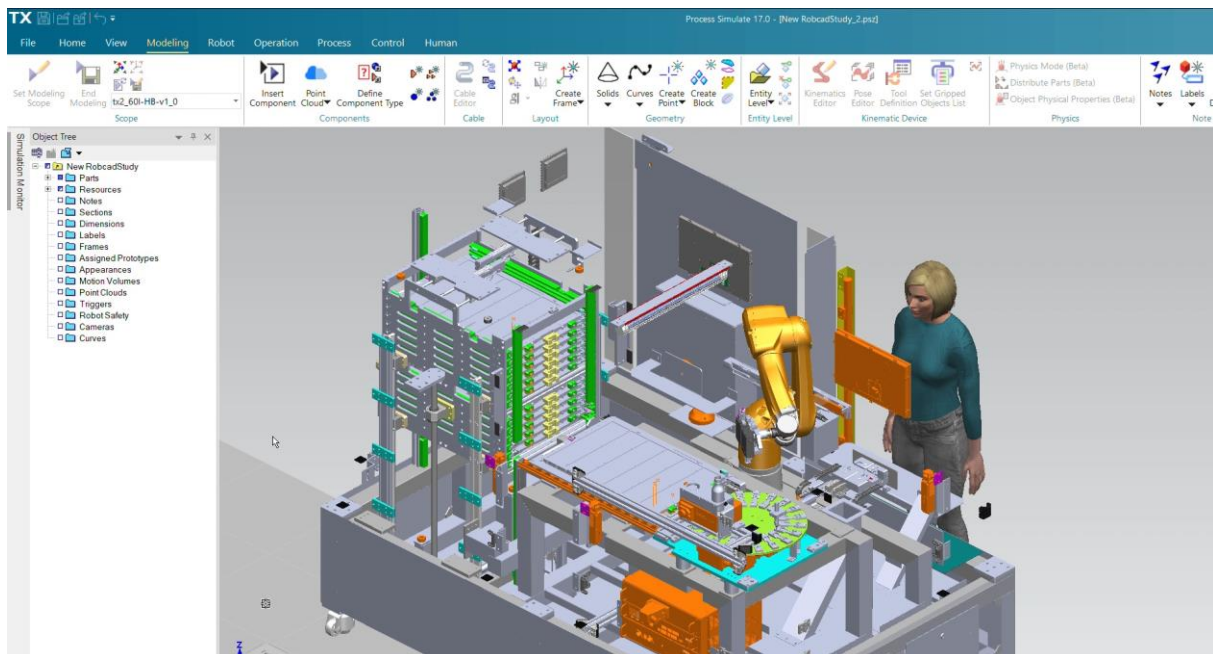 TX
Process Simulate 17.0 - [New RobcadStudy_2.psz]
File Home View Modeling Robot Operation Process Control Human
Set Modeling Scope
End Modeling
tx2_60l-HB-v1_0
Scope
Insert Component
Point Cloud
Define Component Type
Components
Cable Editor
Cable
Create Frame
Layout
Solids
Curves
Create Point
Create Block
Geometry
Entity Level
Entity Level
Kinematics Editor
Pose Editor
Tool Definition
Set Gripped Objects List
Kinematic Device
Physics Mode (Beta)
Distribute Parts (Beta)
Object Physical Properties (Beta)
Physics
Notes
Labels
Note
Simulation Monitor
Object Tree
New RobcadStudy
Parts
Resources
Notes
Sections
Dimensions
Labels
Frames
Assigned Prototypes
Appearances
Motion Volumes
Point Clouds
Triggers
Robot Safety
Cameras
Curves
Z